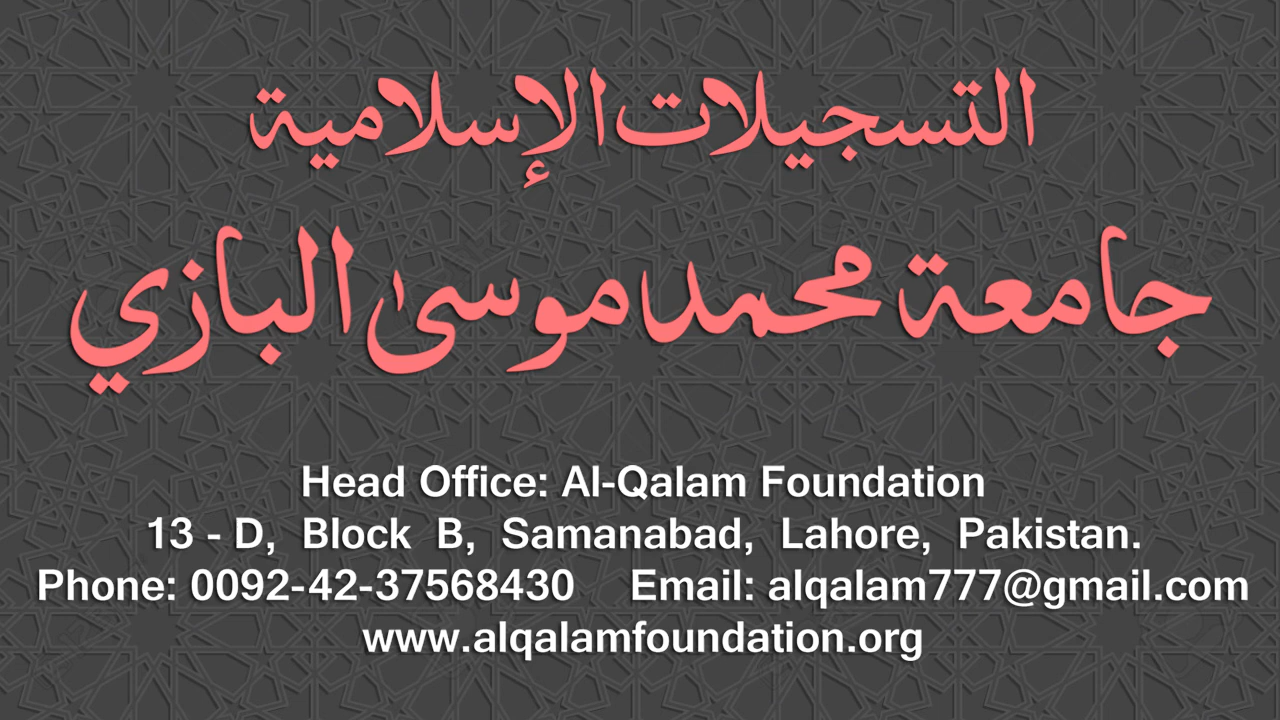 التسجيلات الإسلامية
جامعة محمد موسىٰ البازي
Head Office: Al-Qalam Foundation
13 - D, Block B, Samanabad, Lahore, Pakistan.
Phone: 0092-42-37568430 Email: alqalam777@gmail.com
www.alqalamfoundation.org